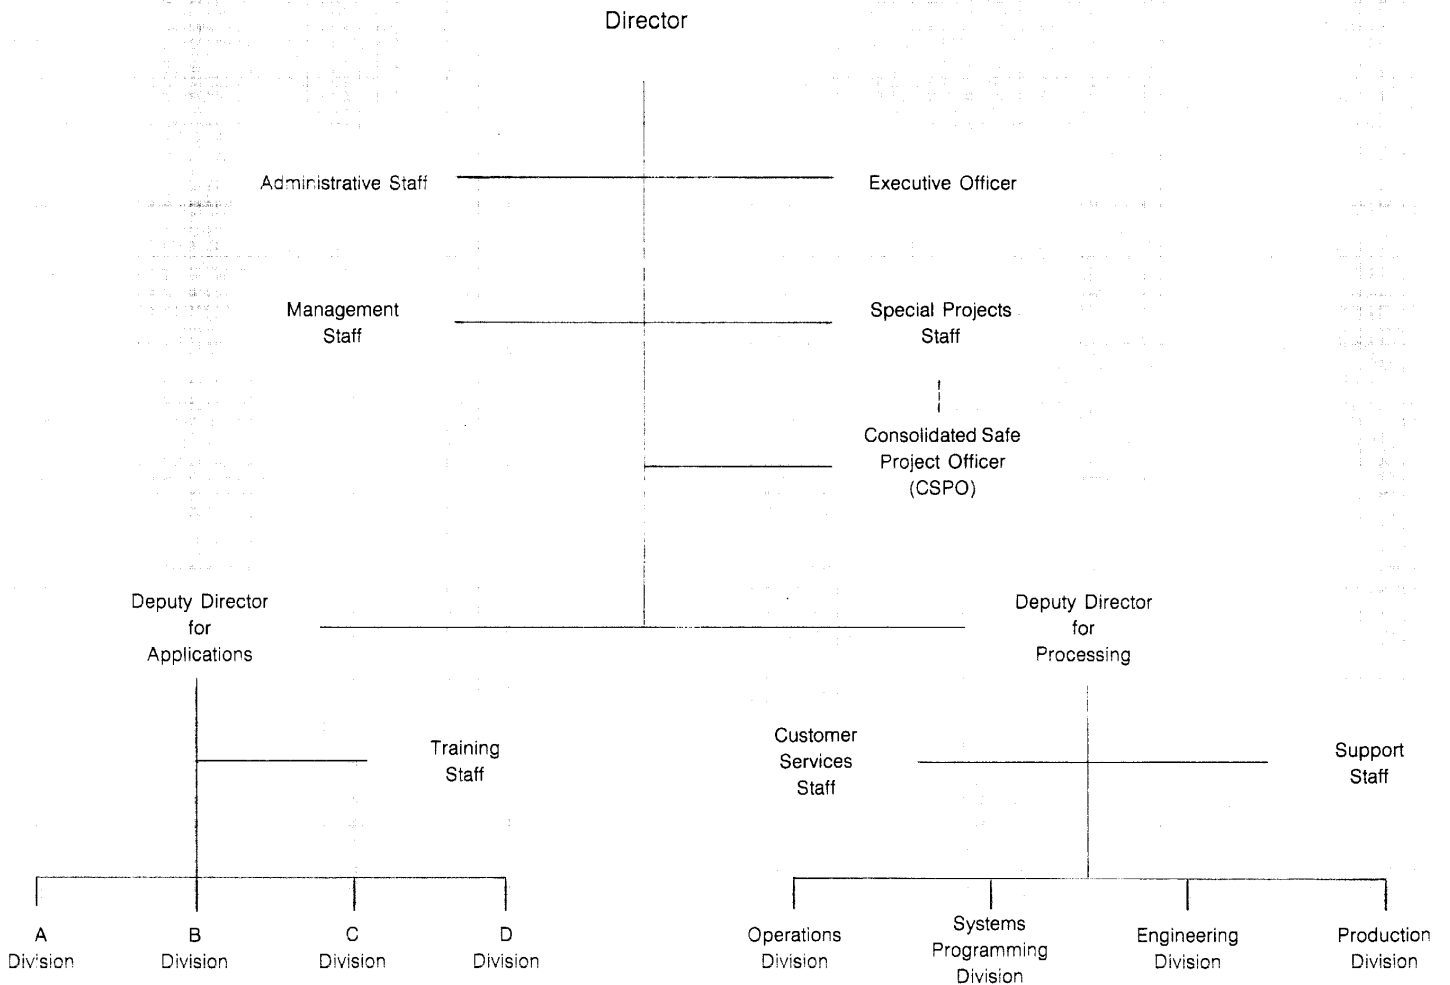 Director
Administrative Staff
Executive Officer
Management
Staff
Special Projects
Staff
Consolidated Safe
Project Officer
(CSPO)
Deputy Director
for
Applications
Deputy Director
for
Processing
Training
Staff
Customer
Services
Staff
Support
Staff
A
Division
B
Division
C
Division
D
Division
Operations
Division
Systems
Programming
Division
Engineering
Division
Production
Division